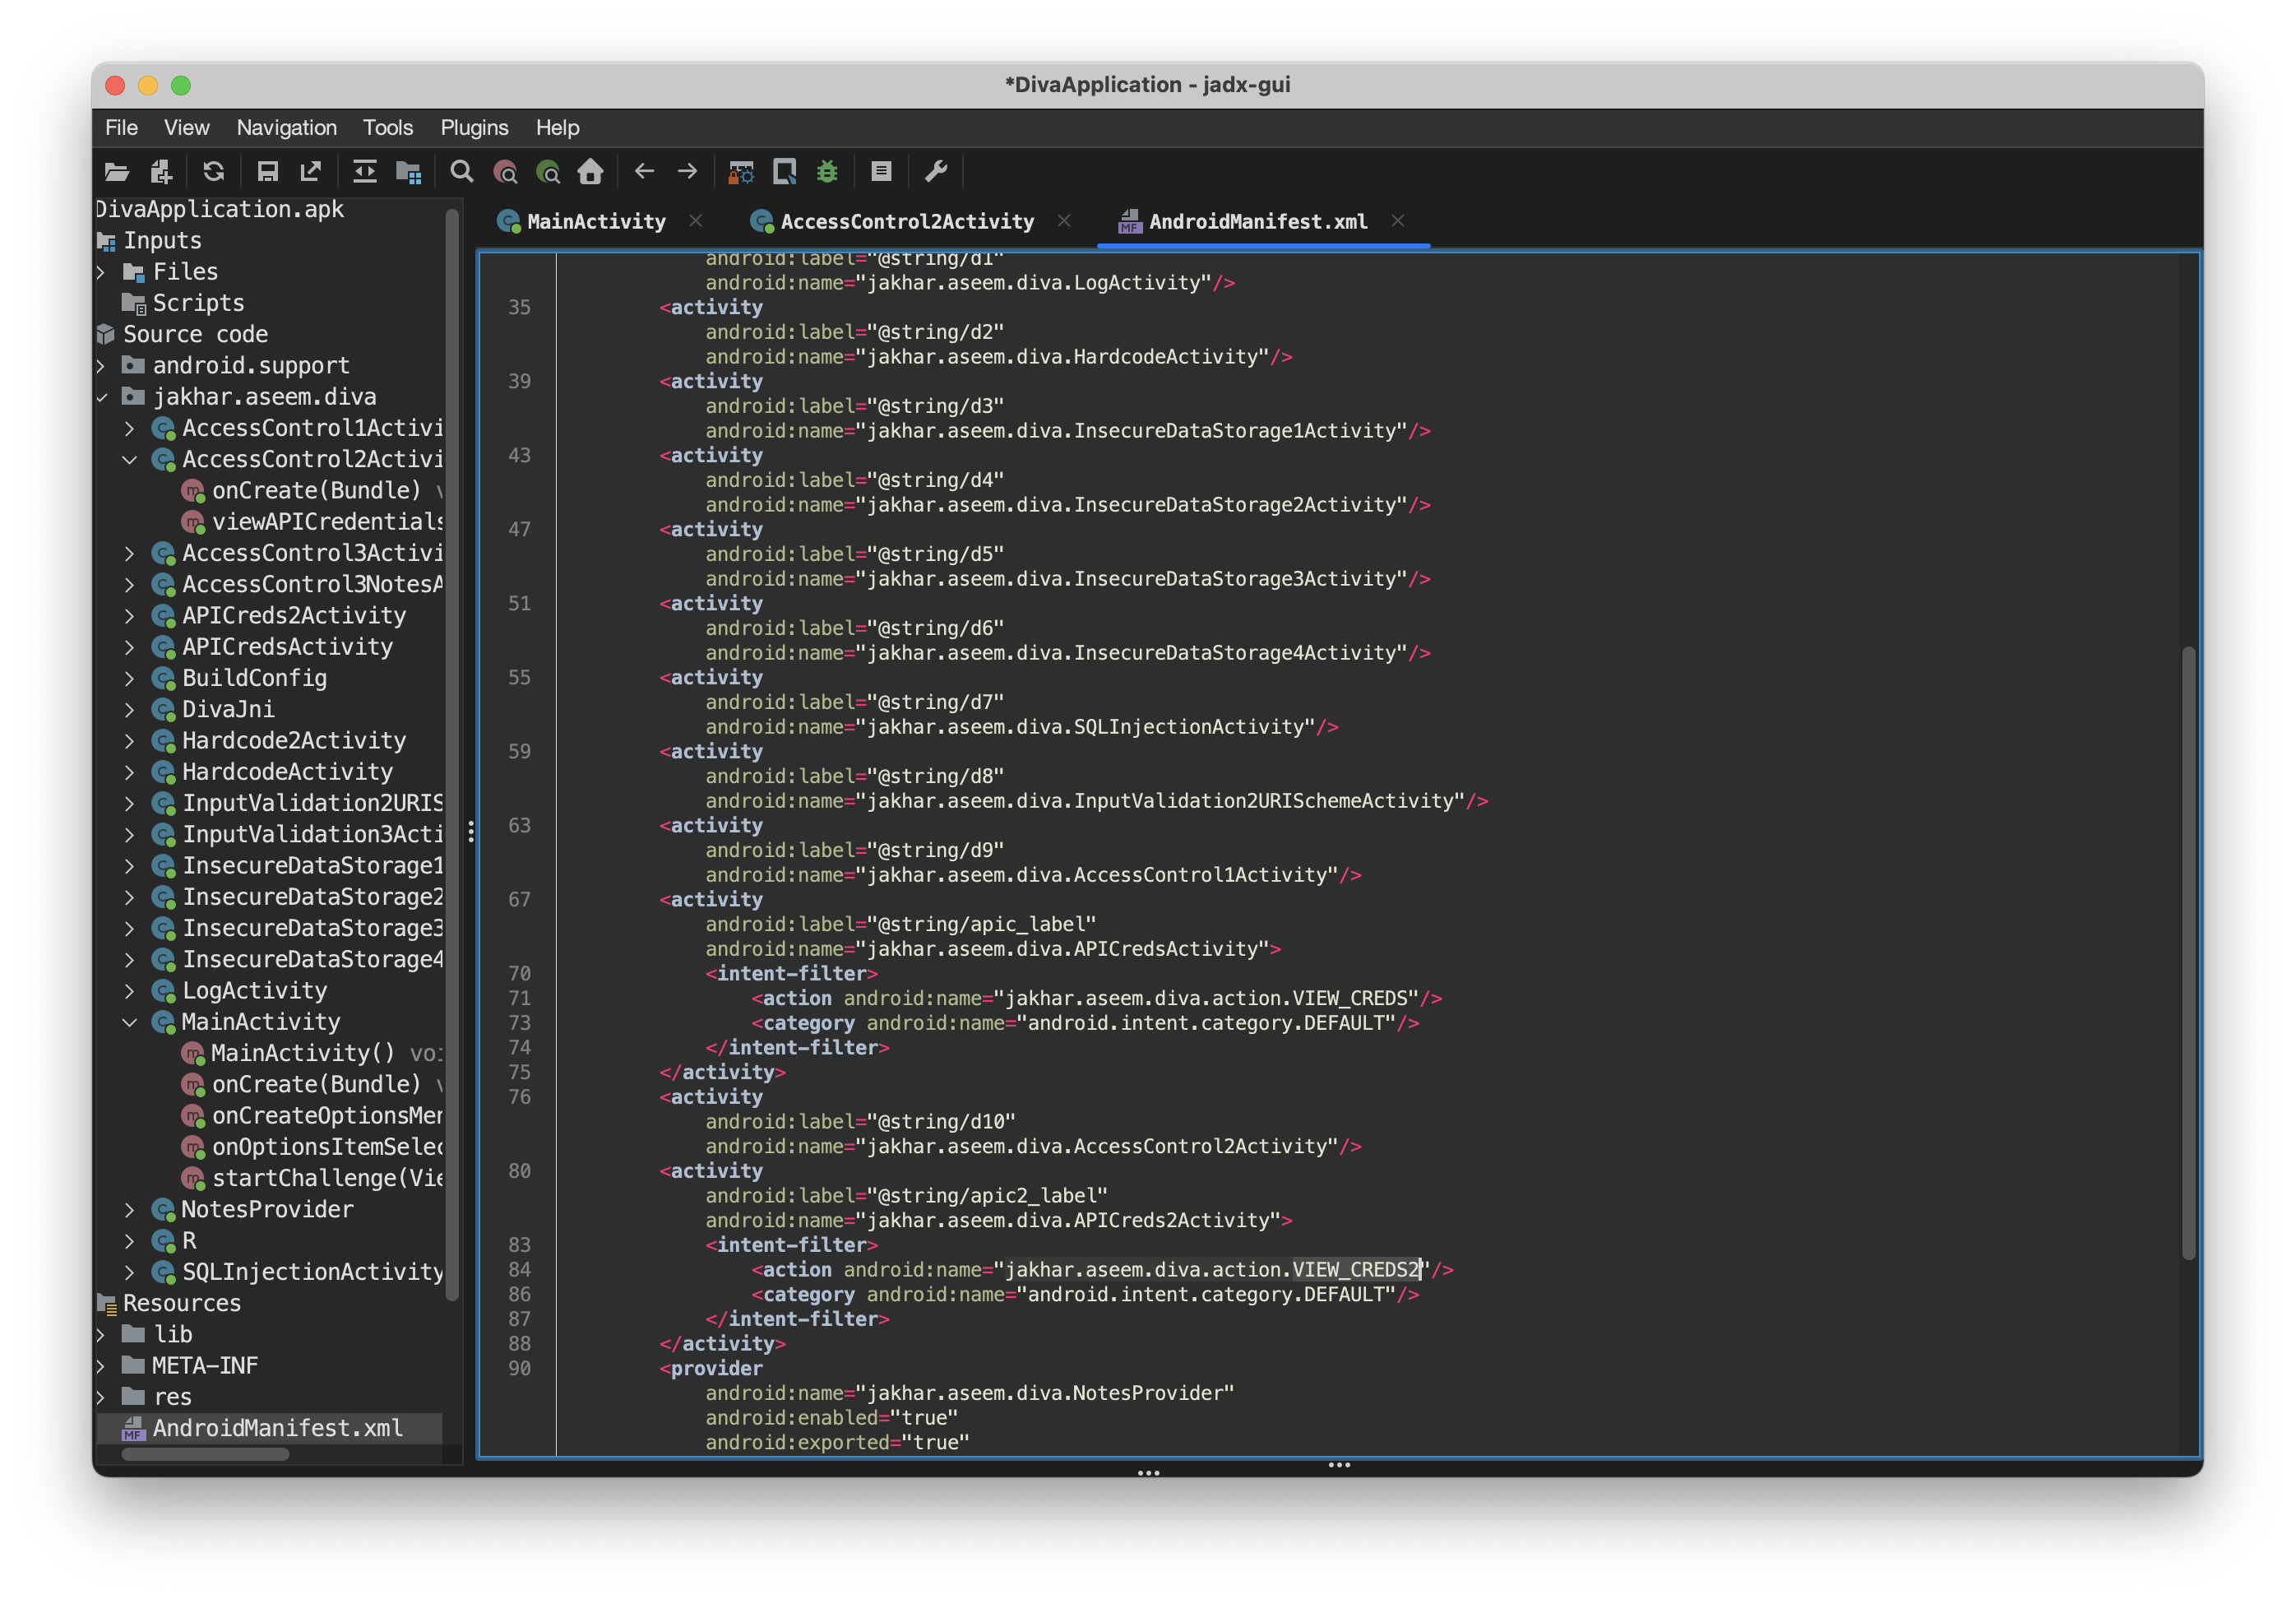 *DivaApplication - jadx-gui
File View Navigation Tools Plugins Help
DivaApplication.apk
Inputs
Files
Scripts
Source code
android.support
jakhar.aseem.diva
AccessControl1Activi
AccessControl2Activi
onCreate(Bundle)
viewAPICredentials
AccessControl3Activi
AccessControl3NotesA
APICreds2Activity
APICredsActivity
BuildConfig
DivaJni
Hardcode2Activity
HardcodeActivity
InputValidation2URIS
InputValidation3Acti
InsecureDataStorage1
InsecureDataStorage2
InsecureDataStorage3
InsecureDataStorage4
LogActivity
MainActivity
MainActivity() voi
onCreate(Bundle)
onCreateOptionsMen
onOptionsItemSelec
startChallenge(Vie
NotesProvider
R
SQLInjectionActivity
Resources
lib
META-INF
res
AndroidManifest.xml
MainActivity AccessControl2Activity AndroidManifest.xml
android:label="@string/d1"
android:name="jakhar.aseem.diva.LogActivity"/>
35 <activity
android:label="@string/d2"
android:name="jakhar.aseem.diva.HardcodeActivity"/>
39 <activity
android:label="@string/d3"
android:name="jakhar.aseem.diva.InsecureDataStorage1Activity"/>
43 <activity
android:label="@string/d4"
android:name="jakhar.aseem.diva.InsecureDataStorage2Activity"/>
47 <activity
android:label="@string/d5"
android:name="jakhar.aseem.diva.InsecureDataStorage3Activity"/>
51 <activity
android:label="@string/d6"
android:name="jakhar.aseem.diva.InsecureDataStorage4Activity"/>
55 <activity
android:label="@string/d7"
android:name="jakhar.aseem.diva.SQLInjectionActivity"/>
59 <activity
android:label="@string/d8"
android:name="jakhar.aseem.diva.InputValidation2URISchemeActivity"/>
63 <activity
android:label="@string/d9"
android:name="jakhar.aseem.diva.AccessControl1Activity"/>
67 <activity
android:label="@string/apic_label"
android:name="jakhar.aseem.diva.APICredsActivity">
70 <intent-filter>
71 <action android:name="jakhar.aseem.diva.action.VIEW_CREDS"/>
73 <category android:name="android.intent.category.DEFAULT"/>
74 </intent-filter>
75 </activity>
76 <activity
android:label="@string/d10"
android:name="jakhar.aseem.diva.AccessControl2Activity"/>
80 <activity
android:label="@string/apic2_label"
android:name="jakhar.aseem.diva.APICreds2Activity">
83 <intent-filter>
84 <action android:name="jakhar.aseem.diva.action.VIEW_CREDS2"/>
86 <category android:name="android.intent.category.DEFAULT"/>
87 </intent-filter>
88 </activity>
90 <provider
android:name="jakhar.aseem.diva.NotesProvider"
android:enabled="true"
android:exported="true"